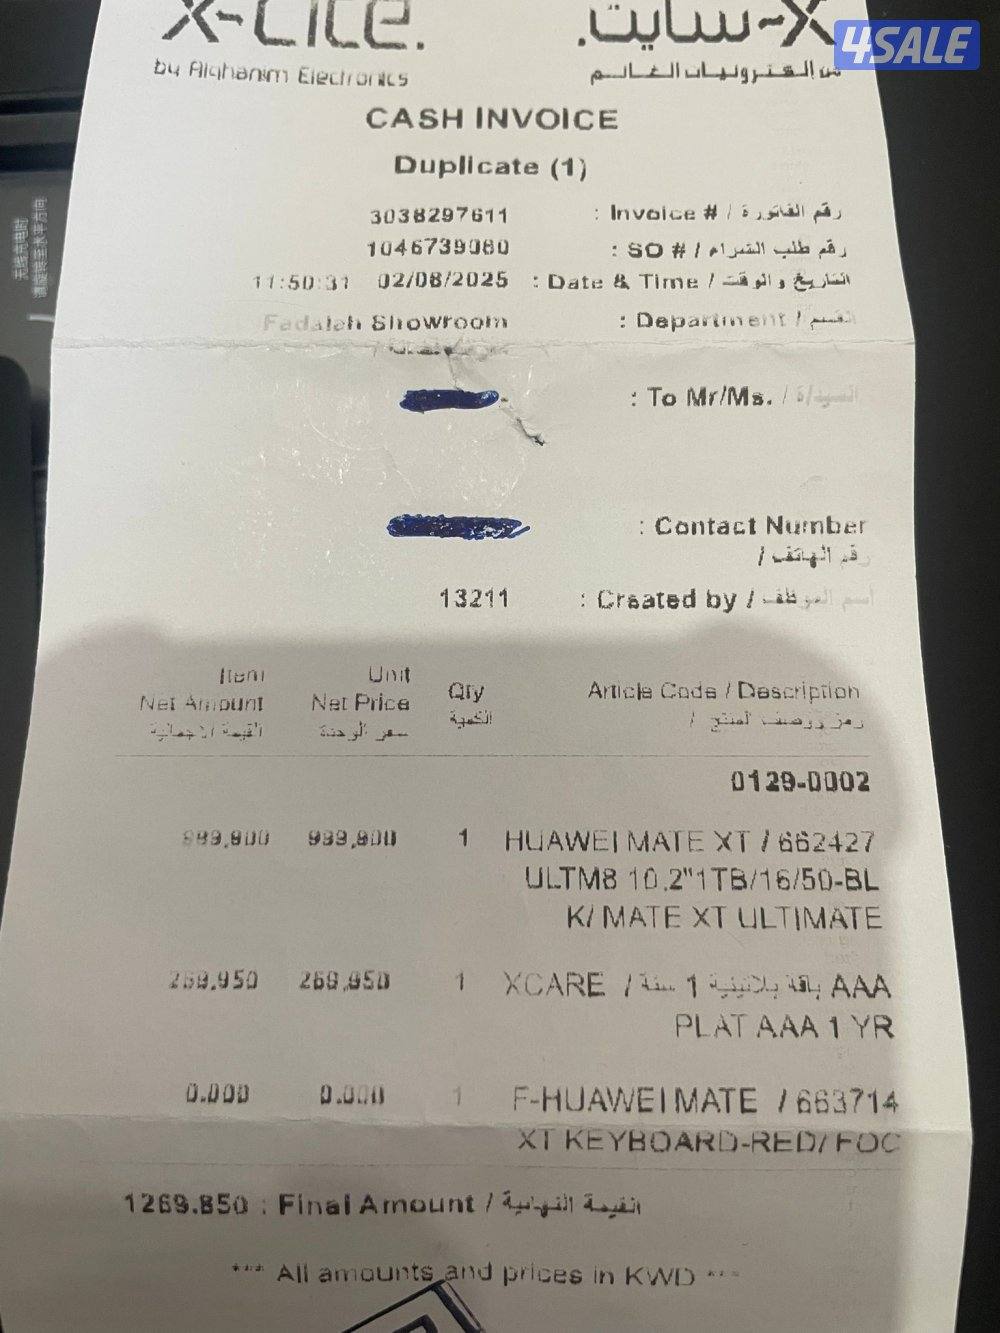 X-cite.
X-سايت.
4SALE
by Alghanim Electronics
من الكترونيات الغانم
CASH INVOICE
Duplicate (1)
3038297611 : Invoice # / رقم الفاتورة
1046739080 : SO # / رقم طلب الشراء
11:50:31 02/08/2025 : Date & Time / التاريخ والوقت
Fadalah Showroom : Department / القسم
: To Mr/Ms. / السيد/ة
: Contact Number
رقم الهاتف /
13211 : Created by / اسم الموظف
Item Unit
Net Amount Net Price Qty Article Code / Description
القيمة الاجمالية سعر الوحدة الكمية رمز ووصف المنتج /
0129-0002
999,900 999,900 1 HUAWEI MATE XT / 662427
ULTM8 10.2"1TB/16/50-BL
K/ MATE XT ULTIMATE
269.950 269.950 1 XCARE / باقة بلاتينية 1 سنة AAA
PLAT AAA 1 YR
0.000 0.000 1 F-HUAWEI MATE / 663714
XT KEYBOARD-RED/ FOC
1269.850 : Final Amount / القيمة النهائية
*** All amounts and prices in KWD ***